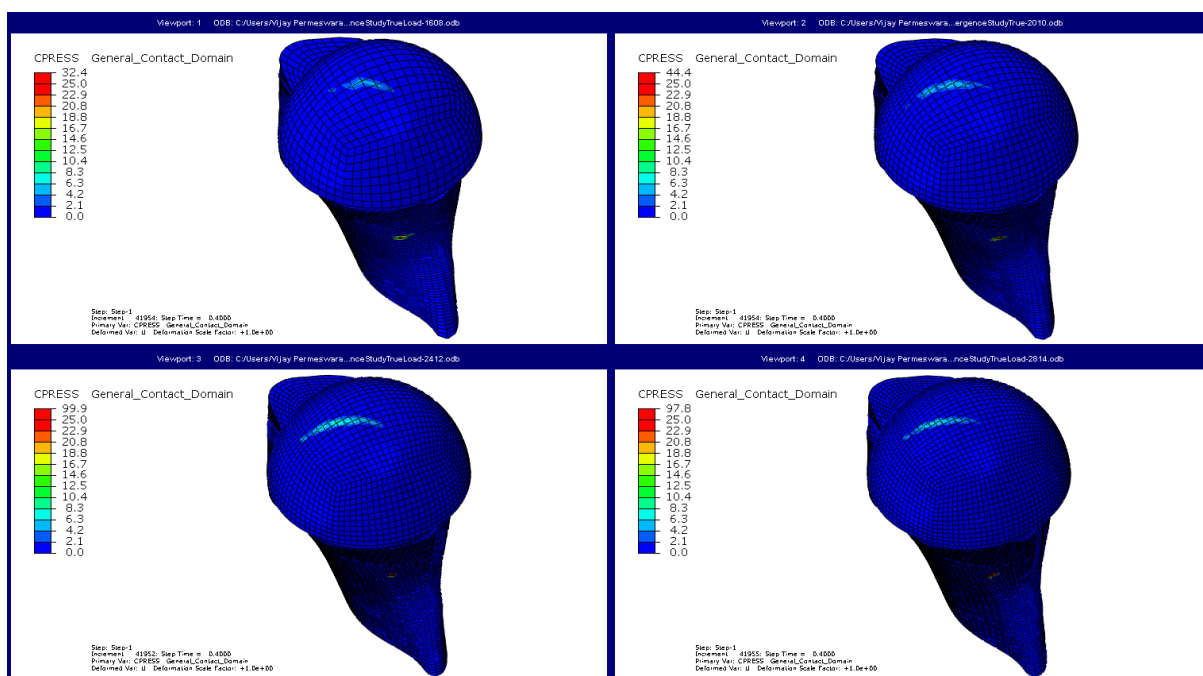 Viewport: 1 ODB: C:/Users/Vijay Permeswara...nceStudyTrueLoad-1608.odb
CPRESS General_Contact_Domain
32.4
25.0
22.9
20.8
18.8
16.7
14.6
12.5
10.4
8.3
6.3
4.2
2.1
0.0
Step: Step-1
Increment 41954: Step Time = 0.4000
Primary Var: CPRESS General_Contact_Domain
Deformed Var: U Deformation Scale Factor: +1.0e+00
Viewport: 2 ODB: C:/Users/Vijay Permeswara...ergenceStudyTrue-2010.odb
CPRESS General_Contact_Domain
44.4
25.0
22.9
20.8
18.8
16.7
14.6
12.5
10.4
8.3
6.3
4.2
2.1
0.0
Step: Step-1
Increment 41954: Step Time = 0.4000
Primary Var: CPRESS General_Contact_Domain
Deformed Var: U Deformation Scale Factor: +1.0e+00
Viewport: 3 ODB: C:/Users/Vijay Permeswara...nceStudyTrueLoad-2412.odb
CPRESS General_Contact_Domain
99.9
25.0
22.9
20.8
18.8
16.7
14.6
12.5
10.4
8.3
6.3
4.2
2.1
0.0
Step: Step-1
Increment 41952: Step Time = 0.4000
Primary Var: CPRESS General_Contact_Domain
Deformed Var: U Deformation Scale Factor: +1.0e+00
Viewport: 4 ODB: C:/Users/Vijay Permeswara...nceStudyTrueLoad-2814.odb
CPRESS General_Contact_Domain
97.8
25.0
22.9
20.8
18.8
16.7
14.6
12.5
10.4
8.3
6.3
4.2
2.1
0.0
Step: Step-1
Increment 41955: Step Time = 0.4000
Primary Var: CPRESS General_Contact_Domain
Deformed Var: U Deformation Scale Factor: +1.0e+00